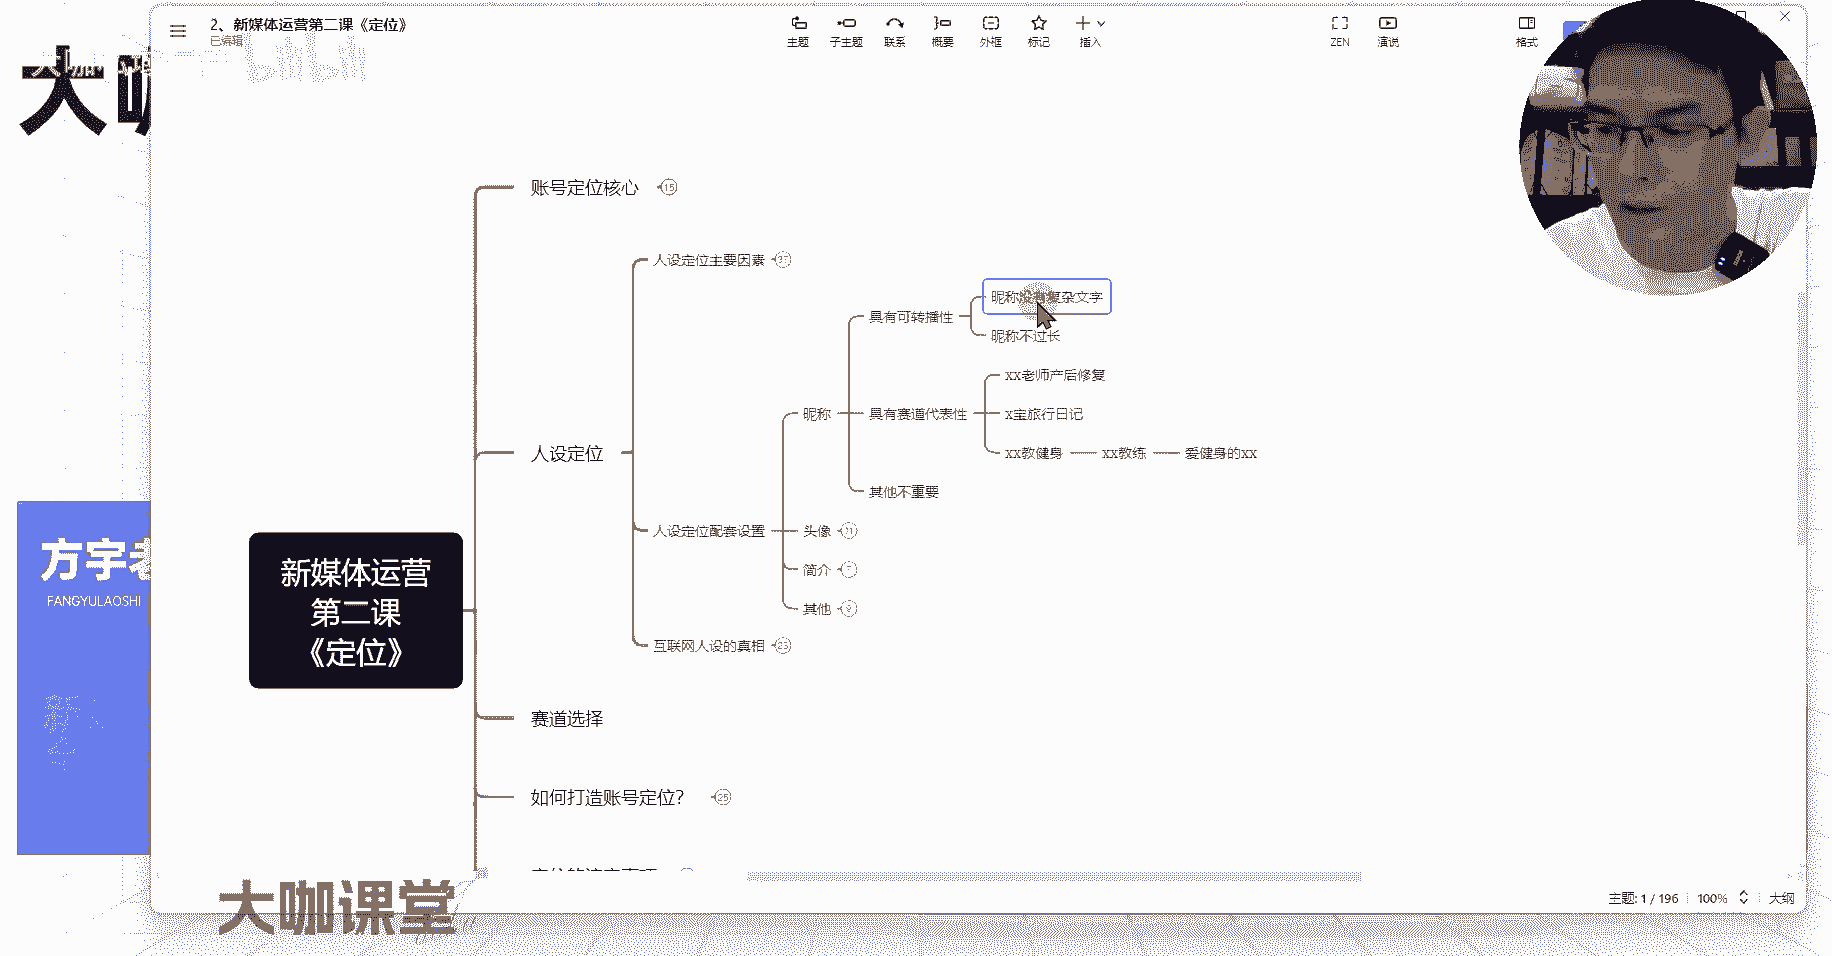 2、新媒体运营第二课《定位》
已编辑
主题
子主题
联系
概要
外框
标记
插入
ZEN
演说
格式
大咖
bilibili
账号定位核心
15
人设定位主要因素
昵称没有复杂文字
具有可转播性
昵称不过长
xx老师产后修复
昵称
具有赛道代表性
x宝旅行日记
人设定位
xx教健身
xx教练
爱健身的xx
其他不重要
人设定位配套设置
头像
简介
其他
互联网人设的真相
方宇老
FANGYULAOSHI
新媒体运营
第二课
《定位》
赛道选择
如何打造账号定位?
25
主题: 1 / 196
100%
大纲
大咖课堂